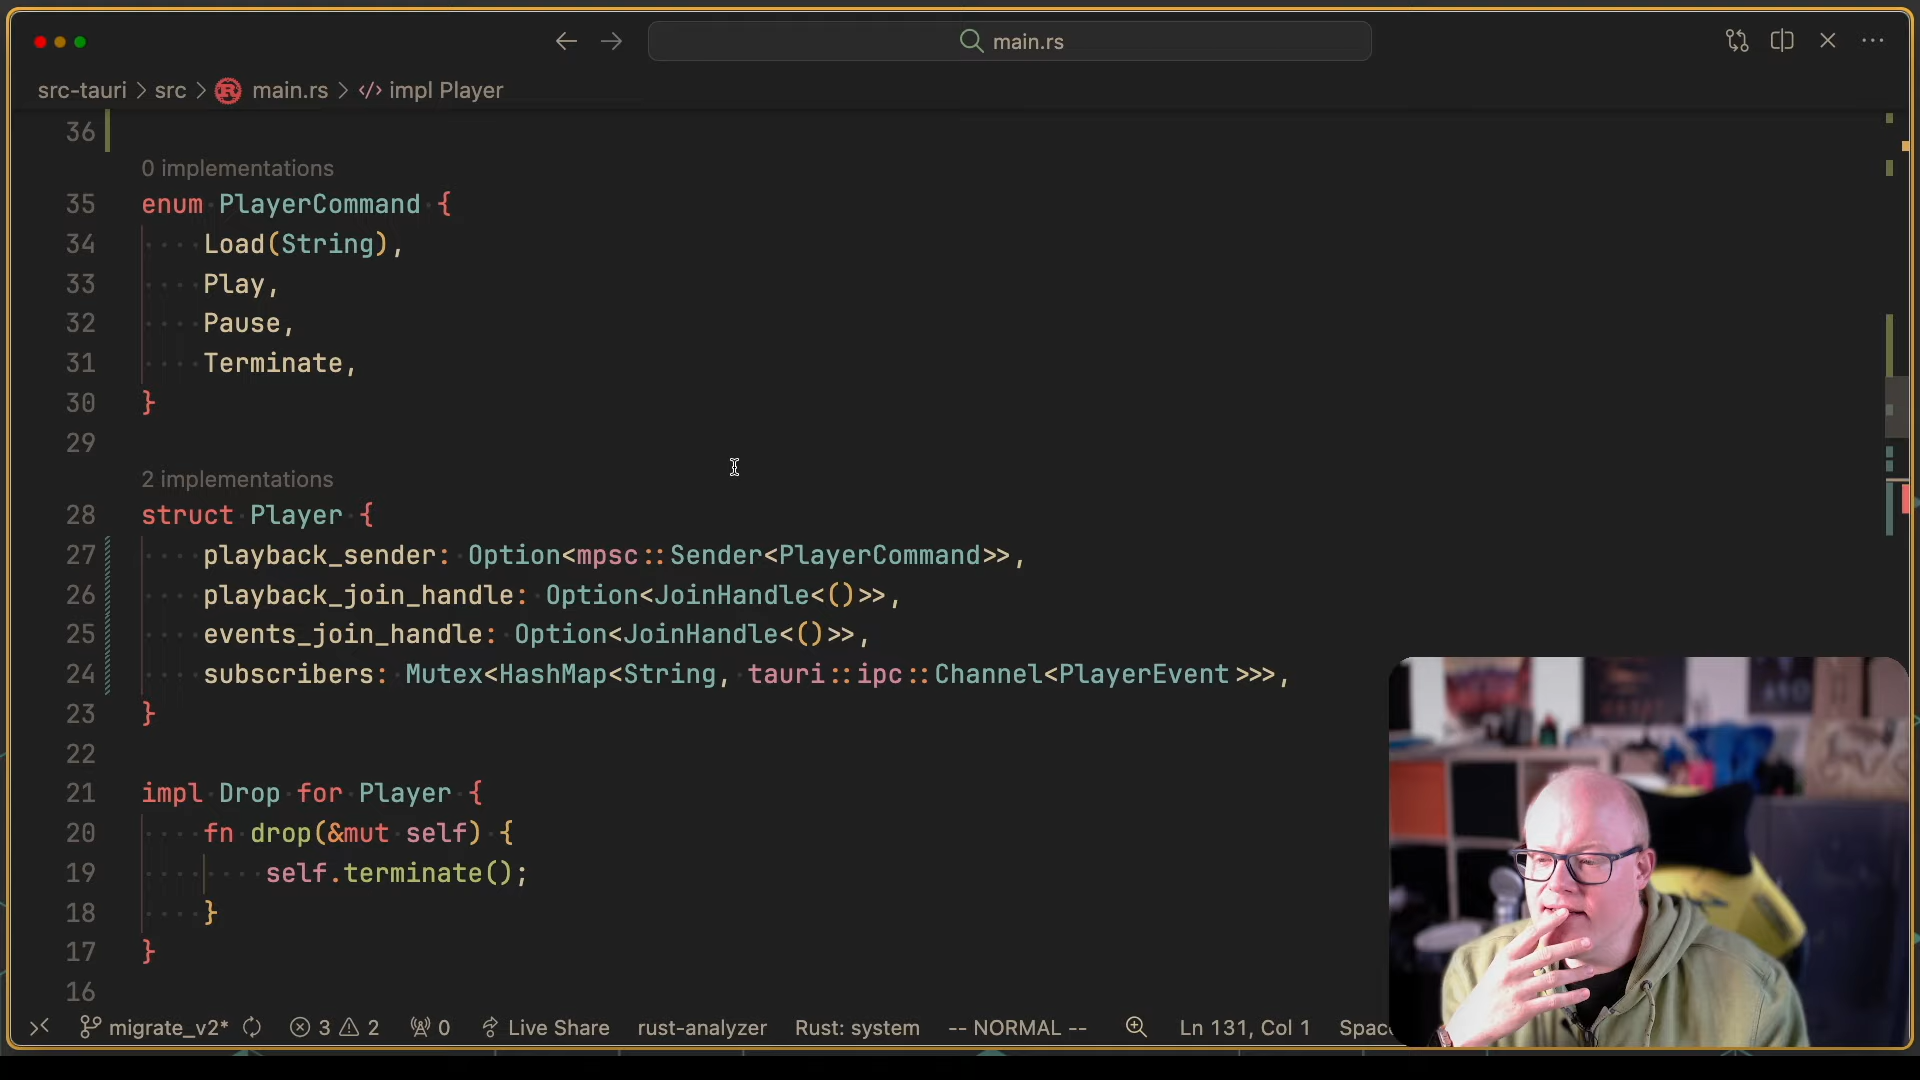 main.rs
src-tauri > src > main.rs > impl Player
36
0 implementations
35 enum PlayerCommand {
34 Load(String),
33 Play,
32 Pause,
31 Terminate,
30 }
29
2 implementations
28 struct Player {
27 playback_sender: Option<mpsc::Sender<PlayerCommand>>,
26 playback_join_handle: Option<JoinHandle<()>>,
25 events_join_handle: Option<JoinHandle<()>>,
24 subscribers: Mutex<HashMap<String, tauri::ipc::Channel<PlayerEvent>>>,
23 }
22
21 impl Drop for Player {
20 fn drop(&mut self) {
19 self.terminate();
18 }
17 }
16
migrate_v2* 3 2 0 Live Share rust-analyzer Rust: system -- NORMAL -- Ln 131, Col 1